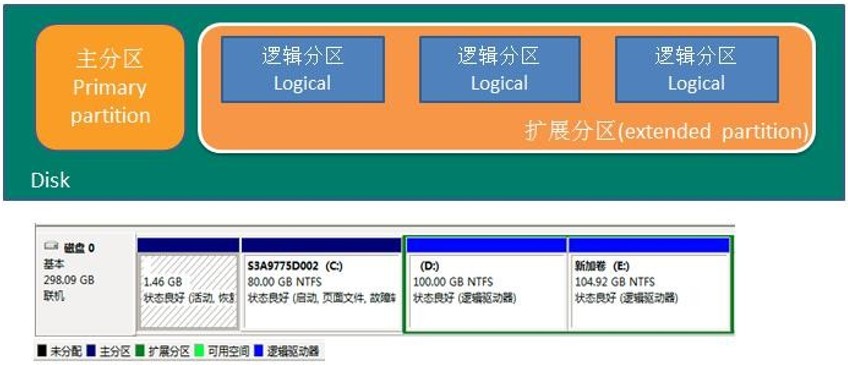 主分区
Primary
partition
逻辑分区
Logical
逻辑分区
Logical
逻辑分区
Logical
扩展分区(extended partition)
Disk
磁盘 0
基本
298.09 GB
联机
1.46 GB
状态良好 (活动, 恢复
S3A9775D002 (C:)
80.00 GB NTFS
状态良好 (启动, 页面文件, 故障转
(D:)
100.00 GB NTFS
状态良好 (逻辑驱动器)
新加卷 (E:)
104.92 GB NTFS
状态良好 (逻辑驱动器)
未分配 主分区 扩展分区 可用空间 逻辑驱动器